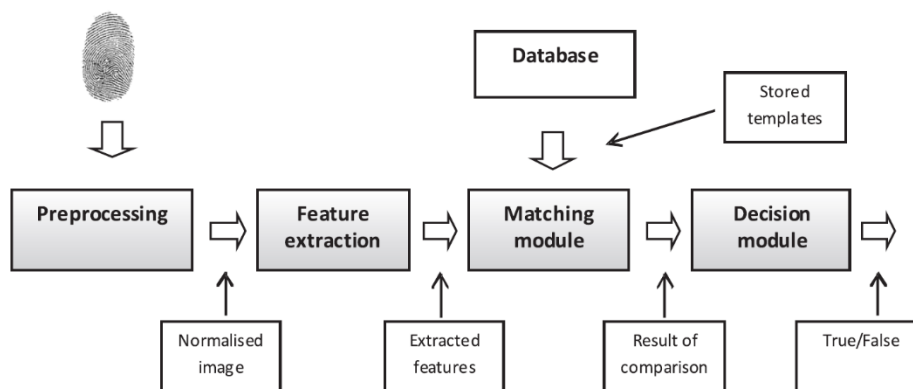 Database
Stored
templates
Preprocessing
Feature
extraction
Matching
module
Decision
module
Normalised
image
Extracted
features
Result of
comparison
True/False